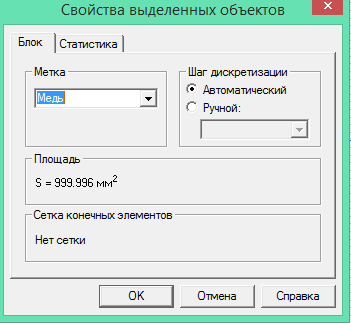 Свойства выделенных объектов
Блок Статистика
Метка
Медь
Шаг дискретизации
Автоматический
Ручной:
Площадь
S = 999.996 мм²
Сетка конечных элементов
Нет сетки
OK Отмена Справка